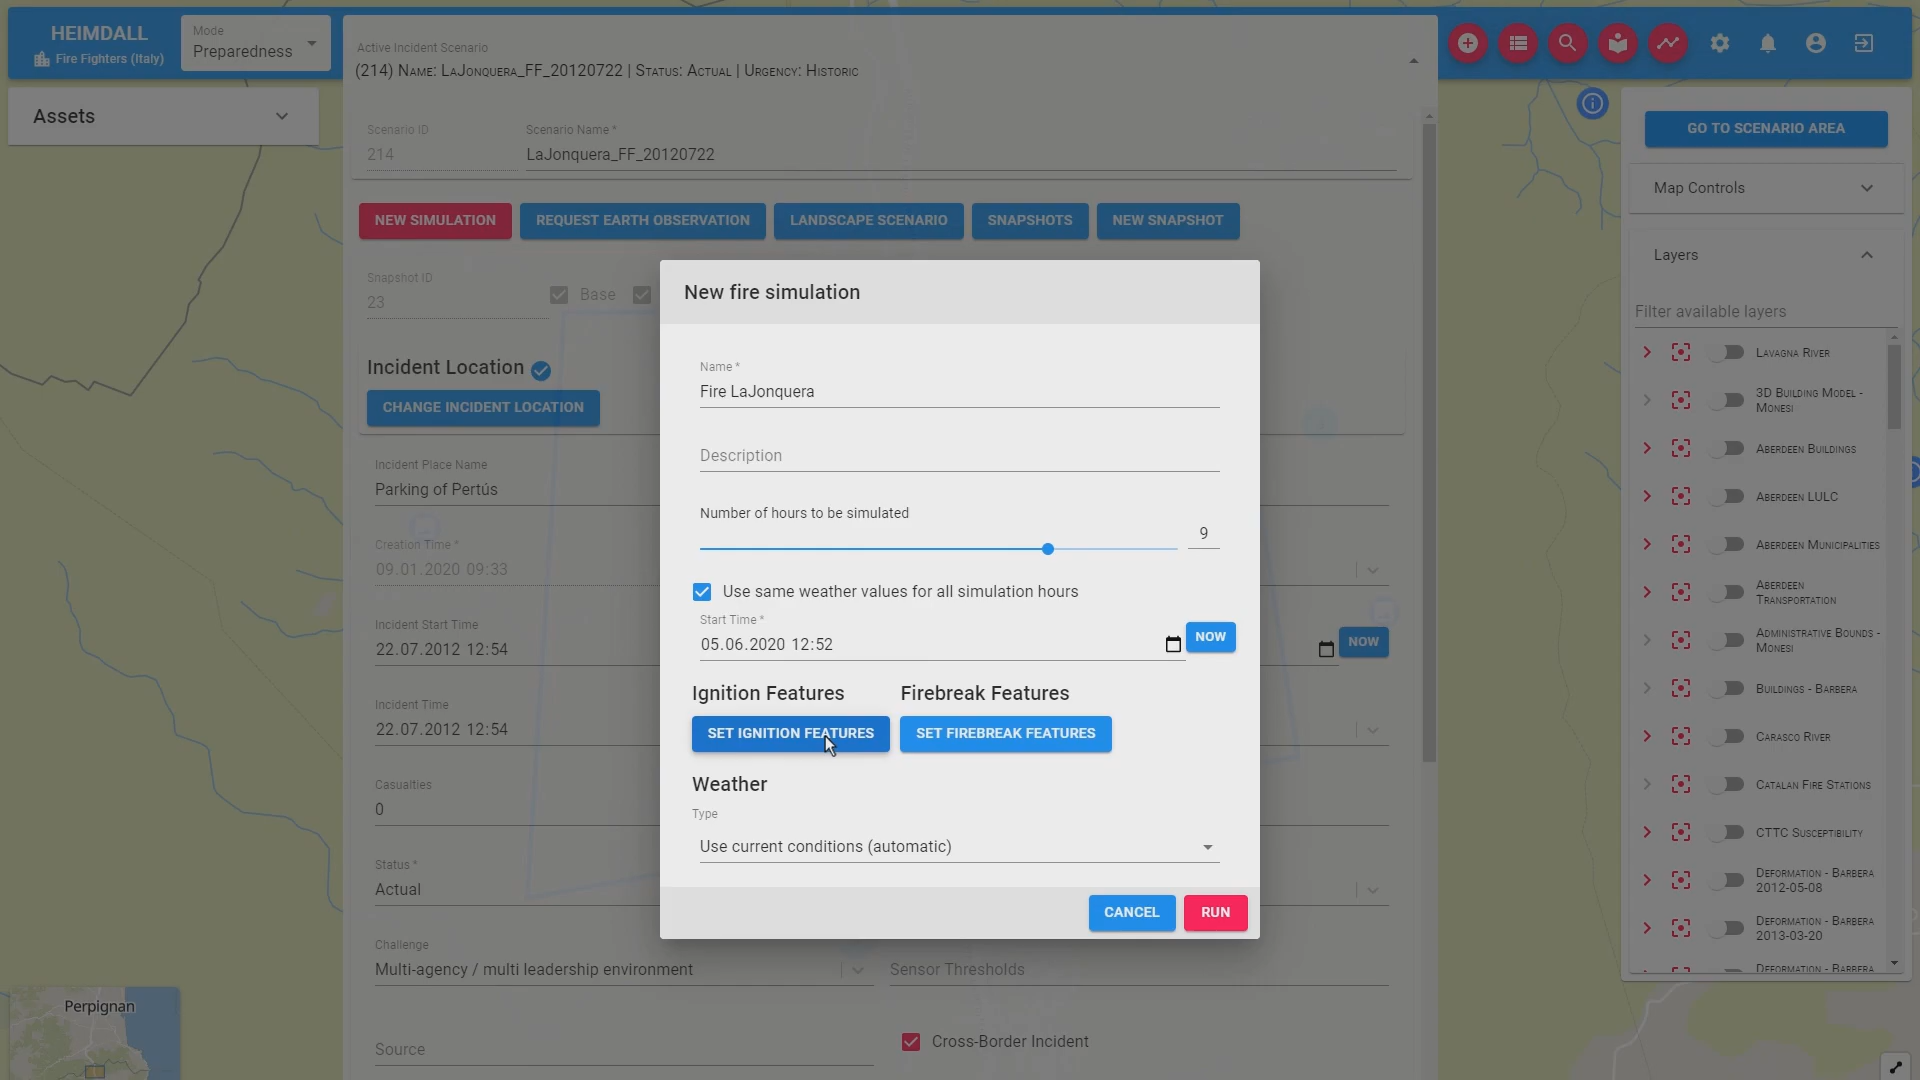 HEIMDALL
Fire Fighters (Italy)
Mode
Preparedness
Active Incident Scenario
(214) Name: LaJonquera_FF_20120722 | Status: Actual | Urgency: Historic
Assets
Scenario ID
214
Scenario Name *
LaJonquera_FF_20120722
NEW SIMULATION
REQUEST EARTH OBSERVATION
LANDSCAPE SCENARIO
SNAPSHOTS
NEW SNAPSHOT
Snapshot ID
23
Base
Incident Location
CHANGE INCIDENT LOCATION
Incident Place Name
Parking of Pertús
Creation Time *
09.01.2020 09:33
Incident Start Time
22.07.2012 12:54
NOW
Incident Time
22.07.2012 12:54
Casualties
0
Status *
Actual
Challenge
Multi-agency / multi leadership environment
Sensor Thresholds
Source
Cross-Border Incident
New fire simulation
Name *
Fire LaJonquera
Description
Number of hours to be simulated
9
Use same weather values for all simulation hours
Start Time *
05.06.2020 12:52
NOW
Ignition Features
Firebreak Features
SET IGNITION FEATURES
SET FIREBREAK FEATURES
Weather
Type
Use current conditions (automatic)
CANCEL
RUN
GO TO SCENARIO AREA
Map Controls
Layers
Filter available layers
Lavagna River
3D Building Model -
Monesi
Aberdeen Buildings
Aberdeen LULC
Aberdeen Municipalities
Aberdeen
Transportation
Administrative Bounds -
Monesi
Buildings - Barbera
Carasco River
Catalan Fire Stations
CTTC Susceptibility
Deformation - Barbera
2012-05-08
Deformation - Barbera
2013-03-20
Deformation - Barbera
Perpignan